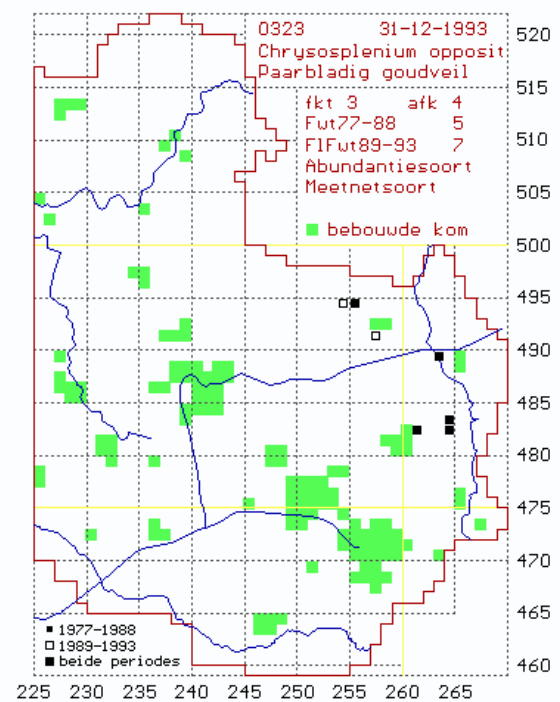 0323 31-12-1993
Chrysosplenium opposit
Paarbladig goudveil
fkt 3 afk 4
Fwt77-88 5
FlFwt89-93 7
Abundantiesoort
Meetnetsoort
bebouwde kom
520
515
510
505
500
495
490
485
480
475
470
465
460
1977-1988
1989-1993
beide periodes
225 230 235 240 245 250 255 260 265